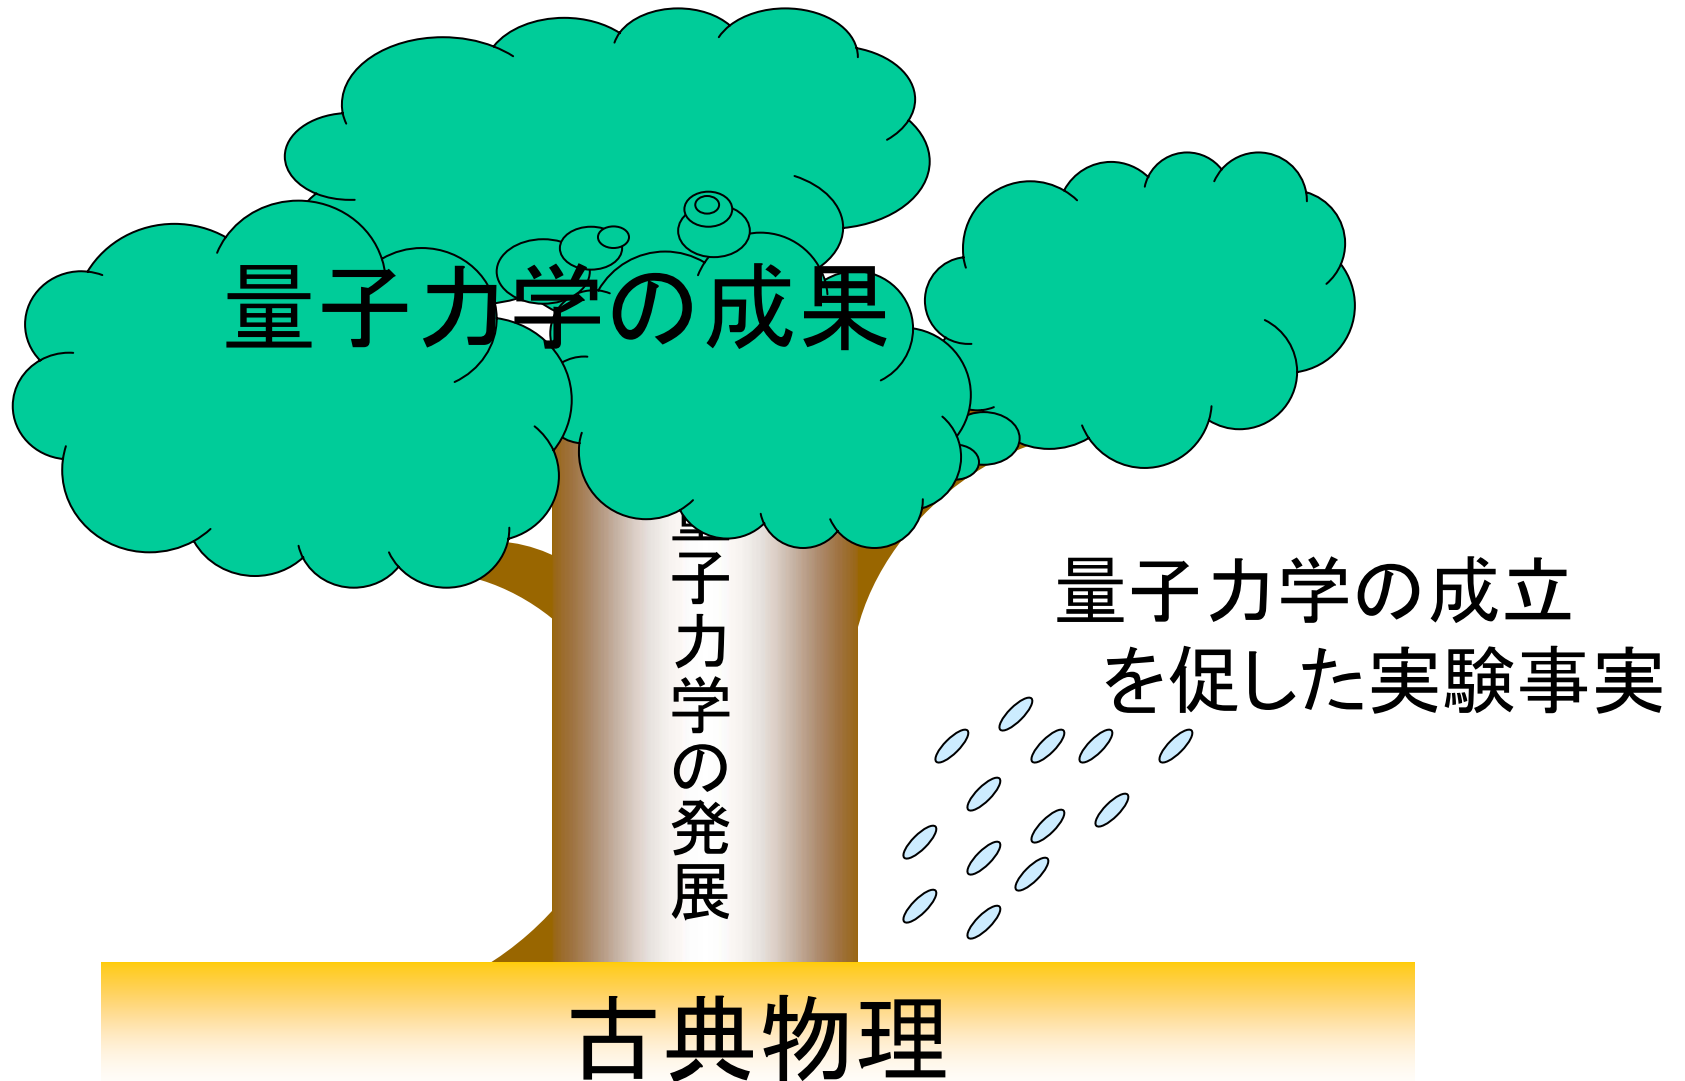 量子力学の成果
量子力学の発展
量子力学の成立
を促した実験事実
古典物理